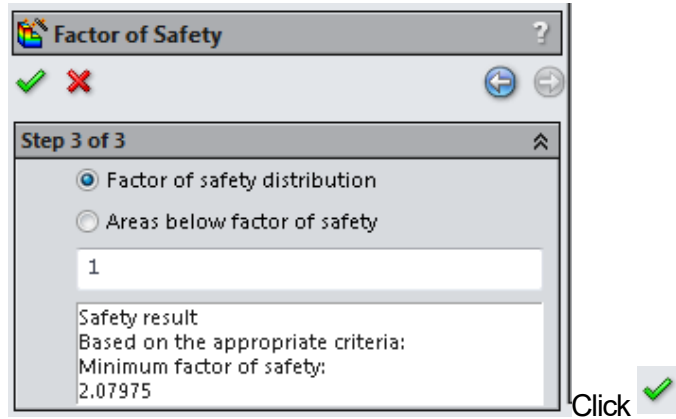 Factor of Safety
?
Step 3 of 3
Factor of safety distribution
Areas below factor of safety
1
Safety result
Based on the appropriate criteria:
Minimum factor of safety:
2.07975
Click